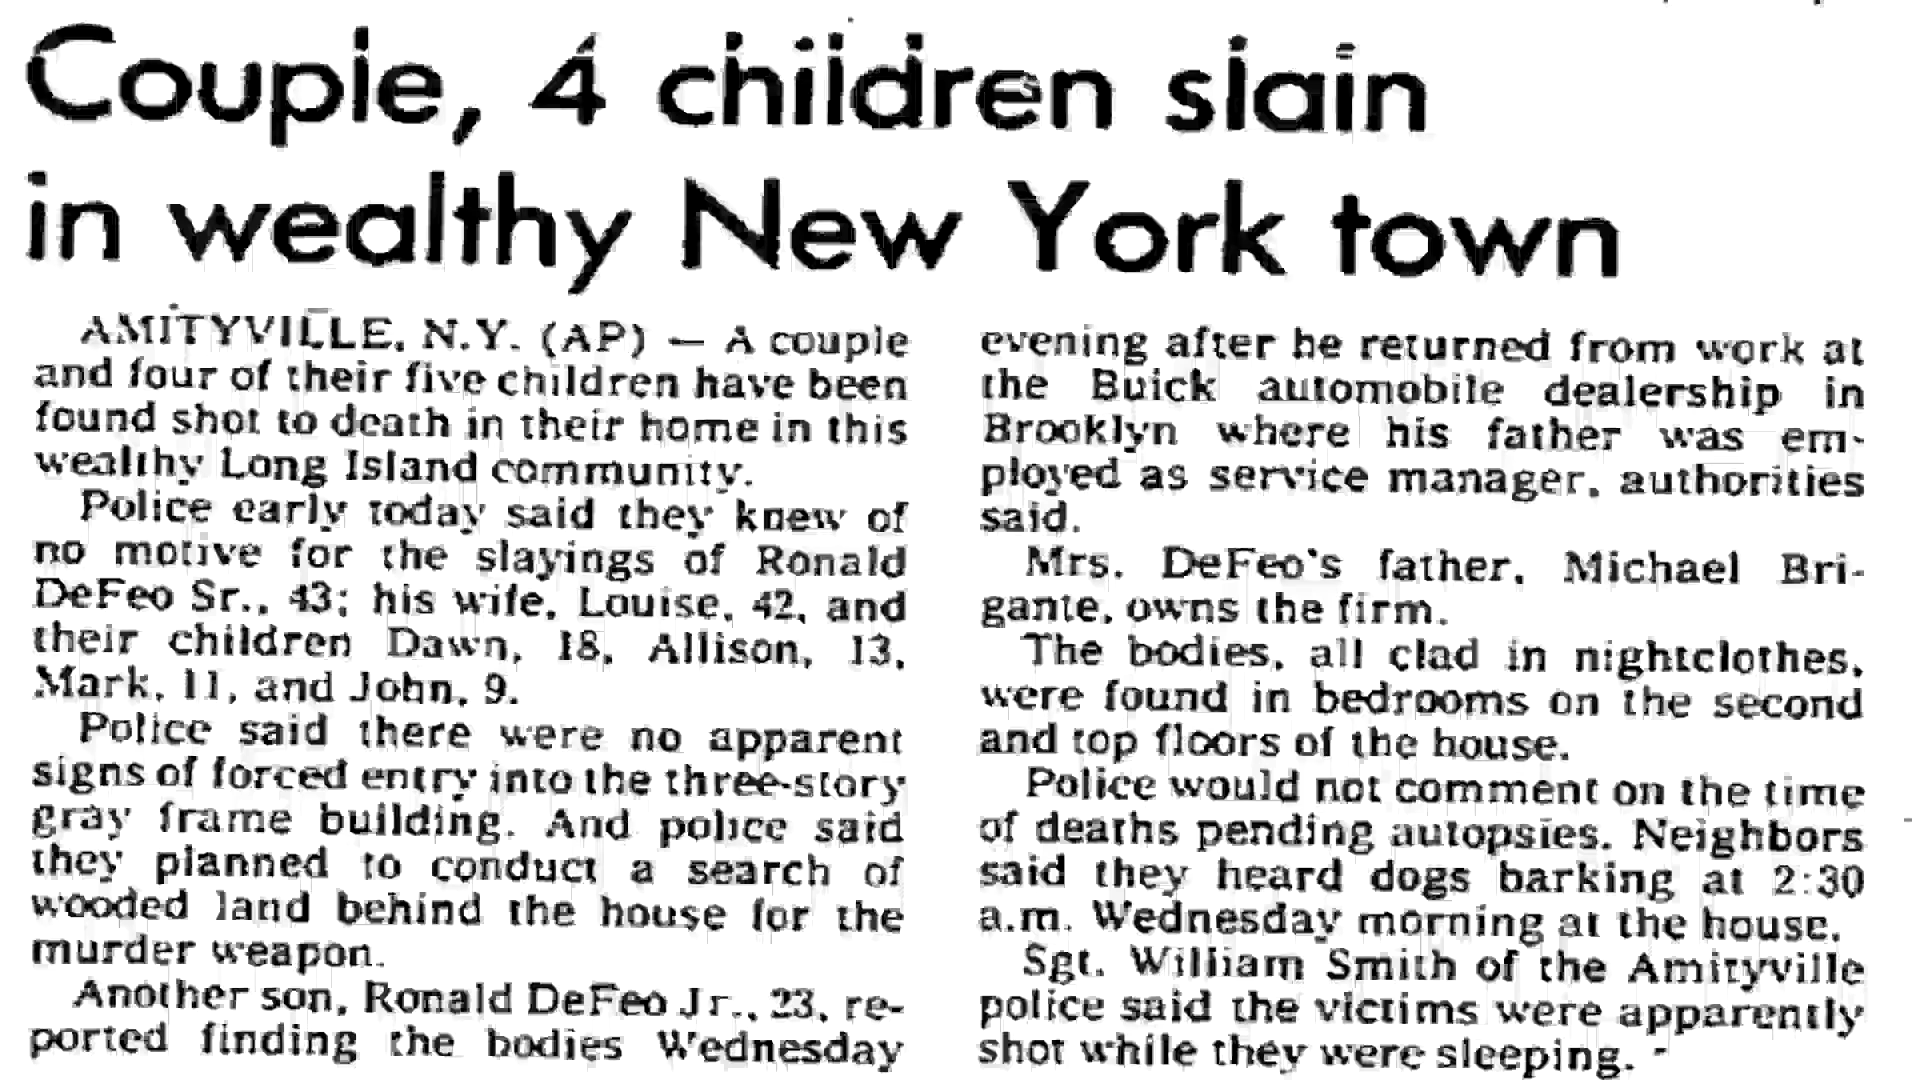 Couple, 4 children slain
in wealthy New York town
AMITYVILLE, N.Y. (AP) — A couple
and four of their five children have been
found shot to death in their home in this
wealthy Long Island community.
Police early today said they knew of
no motive for the slayings of Ronald
DeFeo Sr., 43; his wife, Louise, 42, and
their children Dawn, 18, Allison, 13,
Mark, 11, and John, 9.
Police said there were no apparent
signs of forced entry into the three-story
gray frame building. And police said
they planned to conduct a search of
wooded land behind the house for the
murder weapon.
Another son, Ronald DeFeo Jr., 23, re-
ported finding the bodies Wednesday
evening after he returned from work at
the Buick automobile dealership in
Brooklyn where his father was em-
ployed as service manager, authorities
said.
Mrs. DeFeo's father, Michael Bri-
gante, owns the firm.
The bodies, all clad in nightclothes,
were found in bedrooms on the second
and top floors of the house.
Police would not comment on the time
of deaths pending autopsies. Neighbors
said they heard dogs barking at 2:30
a.m. Wednesday morning at the house.
Sgt. William Smith of the Amityville
police said the victims were apparently
shot while they were sleeping.